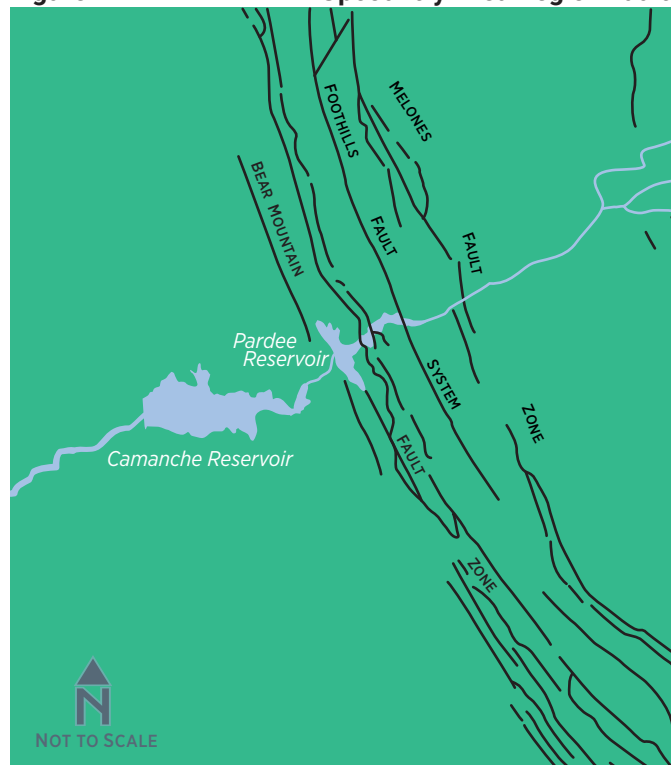 MELONES
FOOTHILLS
BEAR MOUNTAIN
FAULT
FAULT
Pardee
Reservoir
SYSTEM
ZONE
Camanche Reservoir
FAULT
ZONE
N
NOT TO SCALE